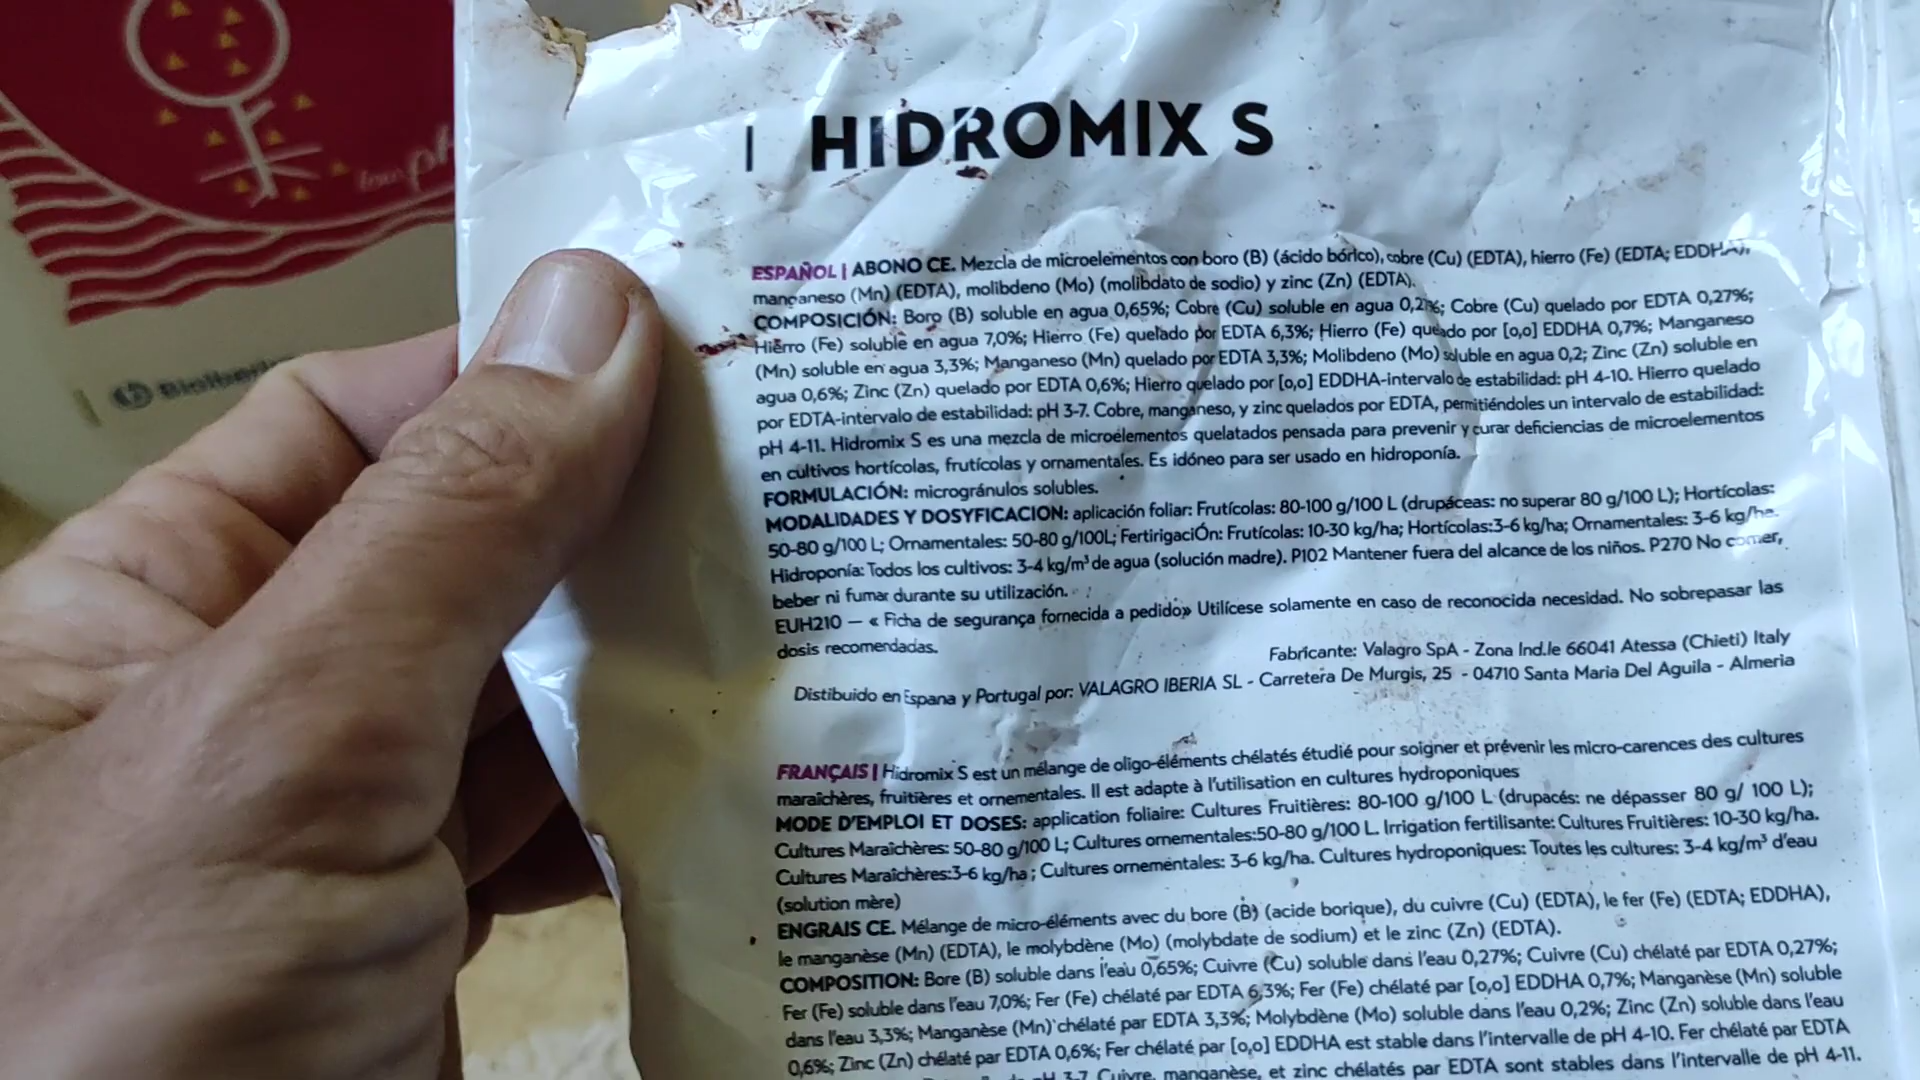 low pH
HIDROMIX S
ESPAÑOL | ABONO CE. Mezcla de microelementos con boro (B) (ácido bórico), cobre (Cu) (EDTA), hierro (Fe) (EDTA; EDDHA),
manganeso (Mn) (EDTA), molibdeno (Mo) (molibdato de sodio) y zinc (Zn) (EDTA).
COMPOSICIÓN: Boro (B) soluble en agua 0,65%; Cobre (Cu) soluble en agua 0,2%; Cobre (Cu) quelado por EDTA 0,27%;
Hierro (Fe) soluble en agua 7,0%; Hierro (Fe) quelado por EDTA 6,3%; Hierro (Fe) quelado por [o,o] EDDHA 0,7%; Manganeso
(Mn) soluble en agua 3,3%; Manganeso (Mn) quelado por EDTA 3,3%; Molibdeno (Mo) soluble en agua 0,2; Zinc (Zn) soluble en
agua 0,6%; Zinc (Zn) quelado por EDTA 0,6%; Hierro quelado por [o,o] EDDHA-intervalo de estabilidad: pH 4-10. Hierro quelado
por EDTA-intervalo de estabilidad: pH 3-7. Cobre, manganeso, y zinc quelados por EDTA, permitiéndoles un intervalo de estabilidad:
pH 4-11. Hidromix S es una mezcla de microelementos quelatados pensada para prevenir y curar deficiencias de microelementos
en cultivos hortícolas, frutícolas y ornamentales. Es idóneo para ser usado en hidroponía.
FORMULACIÓN: microgránulos solubles.
MODALIDADES Y DOSYFICACION: aplicación foliar: Frutícolas: 80-100 g/100 L (drupáceas: no superar 80 g/100 L); Hortícolas:
50-80 g/100 L; Ornamentales: 50-80 g/100L; FertirigaciÓn: Frutícolas: 10-30 kg/ha; Hortícolas:3-6 kg/ha; Ornamentales: 3-6 kg/ha.
Hidroponía: Todos los cultivos: 3-4 kg/m³ de agua (solución madre). P102 Mantener fuera del alcance de los niños. P270 No comer,
beber ni fumar durante su utilización.
EUH210 — « Ficha de segurança fornecida a pedido» Utilícese solamente en caso de reconocida necesidad. No sobrepasar las
dosis recomendadas.
Fabricante: Valagro SpA - Zona Ind.le 66041 Atessa (Chieti) Italy
Distibuido en Espana y Portugal por: VALAGRO IBERIA SL - Carretera De Murgis, 25 - 04710 Santa Maria Del Aguila - Almeria
FRANÇAIS | Hidromix S est un mélange de oligo-éléments chélatés étudié pour soigner et prévenir les micro-carences des cultures
maraîchères, fruitières et ornementales. Il est adapte à l'utilisation en cultures hydroponiques
MODE D'EMPLOI ET DOSES: application foliaire: Cultures Fruitières: 80-100 g/100 L (drupacés: ne dépasser 80 g/ 100 L);
Cultures Maraîchères: 50-80 g/100 L; Cultures ornementales:50-80 g/100 L. Irrigation fertilisante: Cultures Fruitières: 10-30 kg/ha.
Cultures Maraîchères:3-6 kg/ha ; Cultures ornementales: 3-6 kg/ha. Cultures hydroponiques: Toutes les cultures: 3-4 kg/m³ d'eau
(solution mère)
ENGRAIS CE. Mélange de micro-éléments avec du bore (B) (acide borique), du cuivre (Cu) (EDTA), le fer (Fe) (EDTA; EDDHA),
le manganèse (Mn) (EDTA), le molybdène (Mo) (molybdate de sodium) et le zinc (Zn) (EDTA).
COMPOSITION: Bore (B) soluble dans l'eau 0,65%; Cuivre (Cu) soluble dans l'eau 0,27%; Cuivre (Cu) chélaté par EDTA 0,27%;
Fer (Fe) soluble dans l'eau 7,0%; Fer (Fe) chélaté par EDTA 6,3%; Fer (Fe) chélaté par [o,o] EDDHA 0,7%; Manganèse (Mn) soluble
dans l'eau 3,3%; Manganèse (Mn) chélaté par EDTA 3,3%; Molybdène (Mo) soluble dans l'eau 0,2%; Zinc (Zn) soluble dans l'eau
0,6%; Zinc (Zn) chélaté par EDTA 0,6%; Fer chélaté par [o,o] EDDHA est stable dans l'intervalle de pH 4-10. Fer chélaté par EDTA
pH 3-7. Cuivre, manganèse, et zinc chélatés par EDTA sont stables dans l'intervalle de pH 4-11.